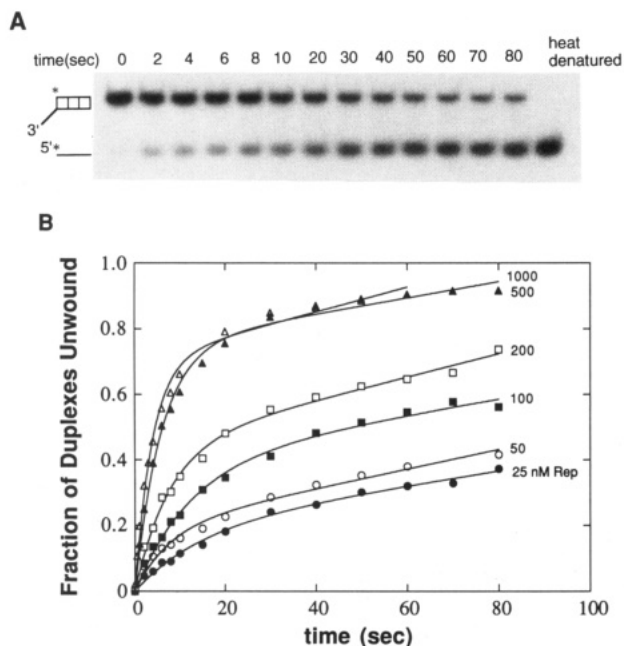 A
time(sec) 0 2 4 6 8 10 20 30 40 50 60 70 80 heat denatured
*
3'
5'*
B
Fraction of Duplexes Unwound
1.0
0.8
0.6
0.4
0.2
0
1000
500
200
100
50
25 nM Rep
0 20 40 60 80 100
time (sec)